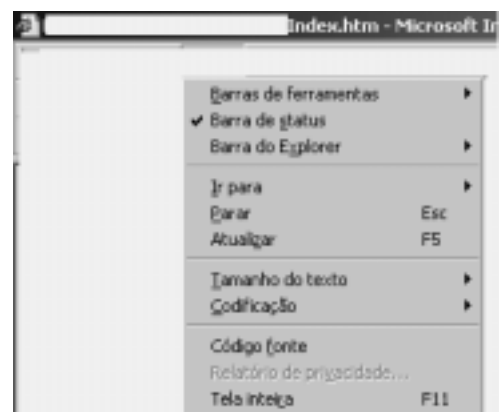 Index.htm - Microsoft
Barras de ferramentas
Barra de status
Barra do Explorer
Ir para
Parar Esc
Atualizar F5
Tamanho do texto
Codificação
Código fonte
Relatório de privacidade...
Tela inteira F11